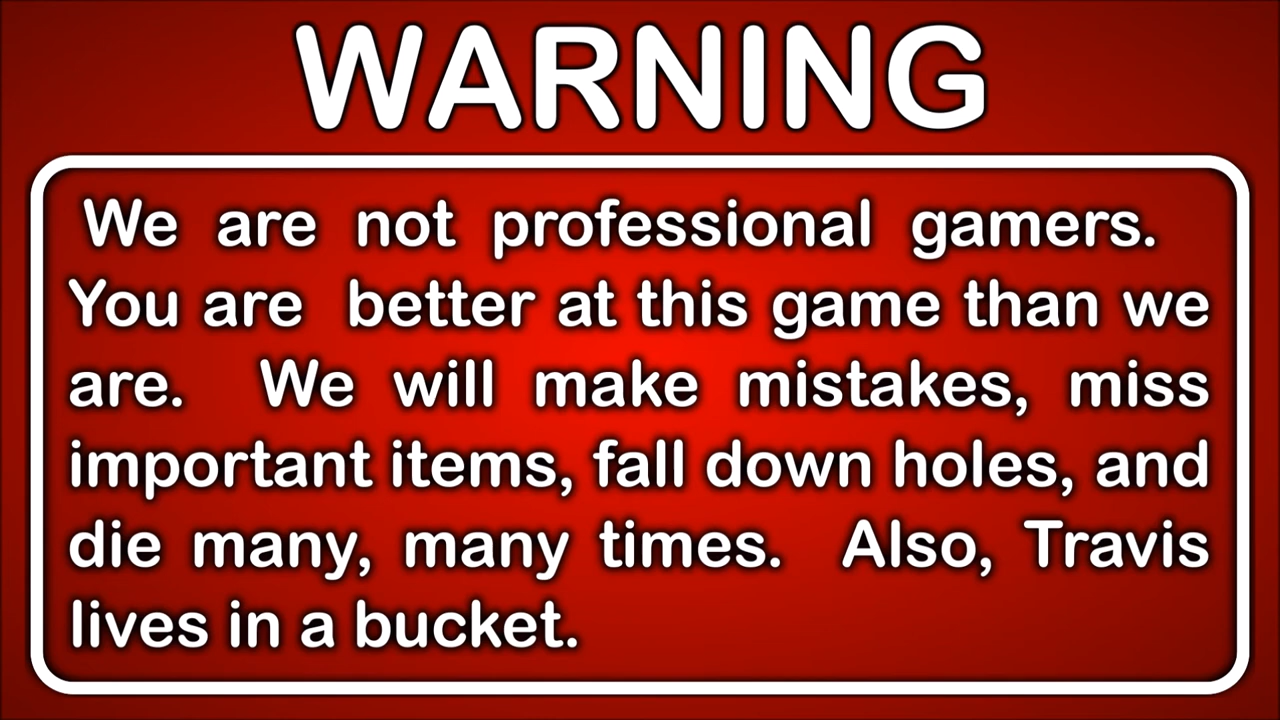 WARNING
We are not professional gamers.
You are better at this game than we
are. We will make mistakes, miss
important items, fall down holes, and
die many, many times. Also, Travis
lives in a bucket.